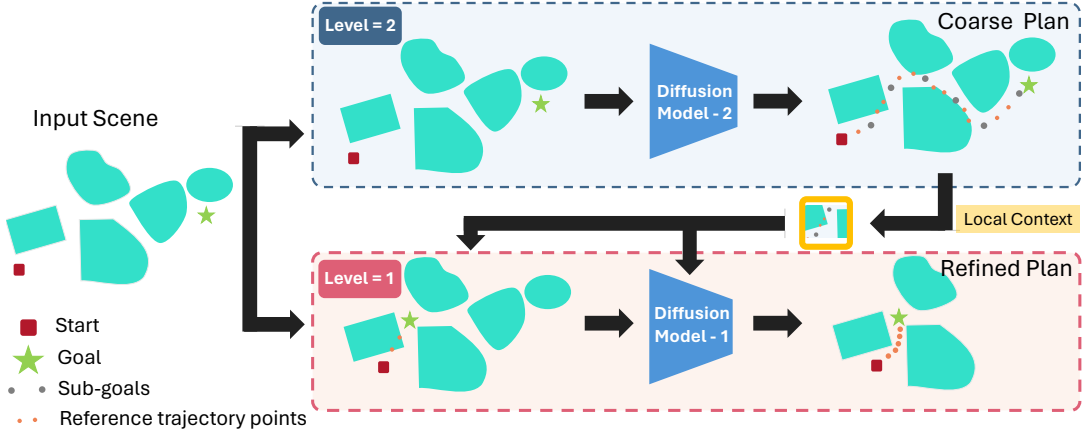 Level = 2
Coarse Plan
Input Scene
Diffusion
Model - 2
Local Context
Level = 1
Refined Plan
Diffusion
Model - 1
Start
Goal
Sub-goals
Reference trajectory points